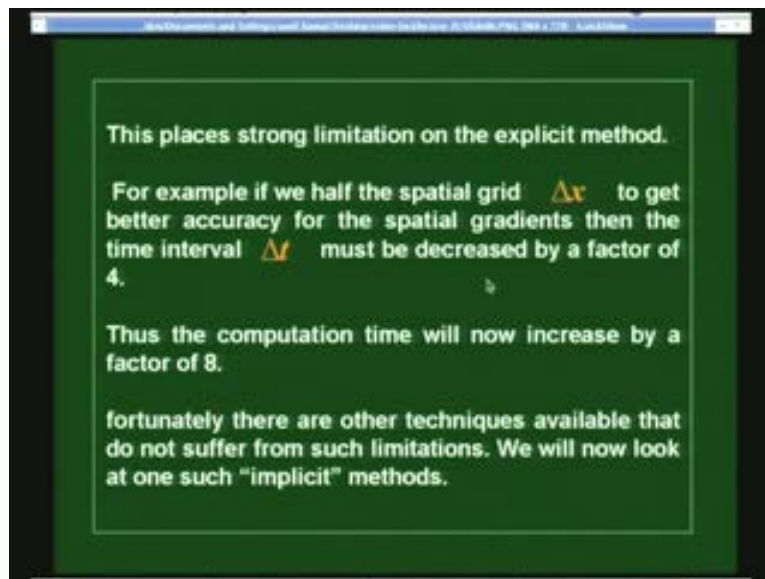 This places strong limitation on the explicit method.
For example if we half the spatial grid Δx to get
better accuracy for the spatial gradients then the
time interval Δt must be decreased by a factor of
4.
Thus the computation time will now increase by a
factor of 8.
fortunately there are other techniques available that
do not suffer from such limitations. We will now look
at one such "implicit" methods.